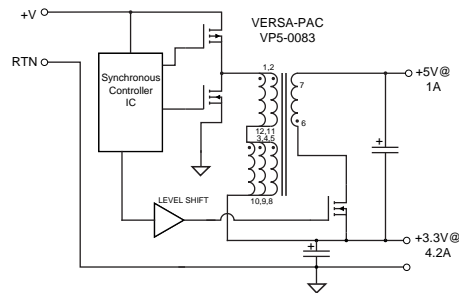 +V
VERSA-PAC
VP5-0083
RTN
Synchronous
Controller
IC
1,2
7
+5V@
1A
6
12,11
3,4,5
10,9,8
LEVEL SHIFT
+
+
+3.3V@
4.2A